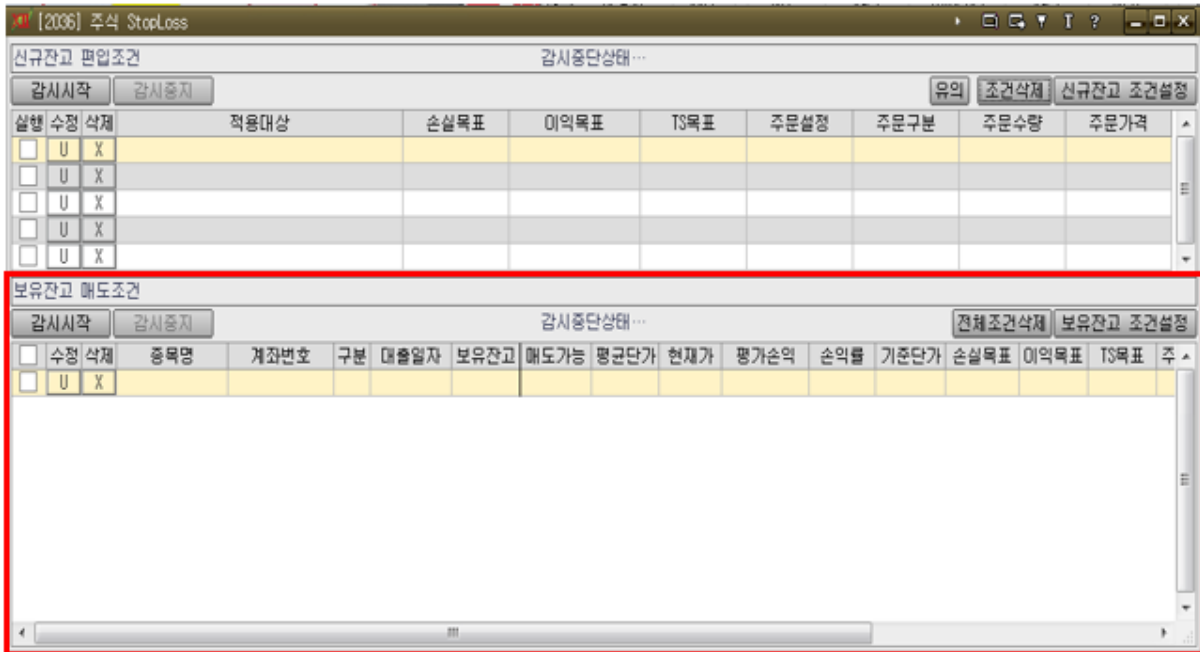 [2036] 주식 StopLoss
신규잔고 편입조건 감시중단상태…
감시시작 감시중지 유의 조건삭제 신규잔고 조건설정
실행 수정 삭제 적용대상 손실목표 이익목표 TS목표 주문설정 주문구분 주문수량 주문가격
U X
U X
U X
U X
U X
보유잔고 매도조건
감시시작 감시중지 감시중단상태… 전체조건삭제 보유잔고 조건설정
수정 삭제 종목명 계좌번호 구분 대출일자 보유잔고 매도가능 평균단가 현재가 평가손익 손익률 기준단가 손실목표 이익목표 TS목표 주
U X